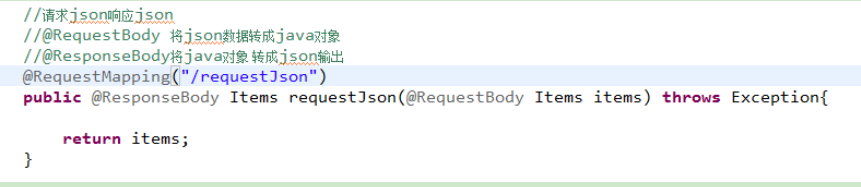 //请求json响应json
//@RequestBody 将json数据转成java对象
//@ResponseBody将java对象 转成json输出
@RequestMapping("/requestJson")
public @ResponseBody Items requestJson(@RequestBody Items items) throws Exception{
return items;
}